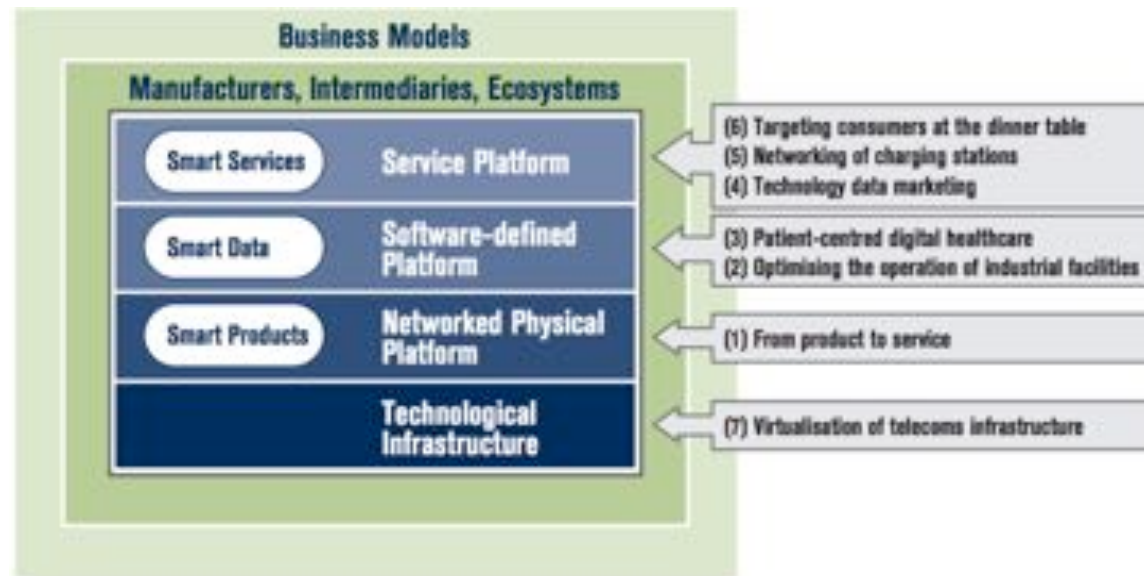 Business Models
Manufacturers, Intermediaries, Ecosystems
Smart Services
Service Platform
(6) Targeting consumers at the dinner table
(5) Networking of charging stations
(4) Technology data marketing
Smart Data
Software-defined
Platform
(3) Patient-centred digital healthcare
(2) Optimising the operation of industrial facilities
Smart Products
Networked Physical
Platform
(1) From product to service
Technological
Infrastructure
(7) Virtualisation of telecoms infrastructure